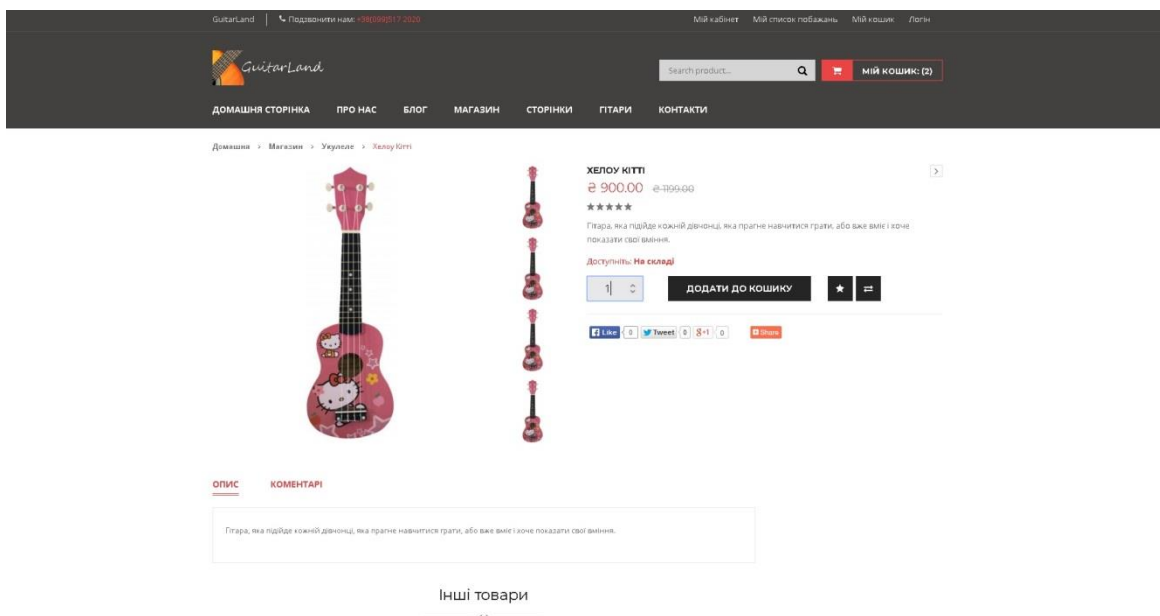 GuitarLand
Подзвонити нам: +38(099)517 2020
Мій кабінет Мій список побажань Мій кошик Логін
GuitarLand
Search product...
МІЙ КОШИК: (2)
ДОМАШНЯ СТОРІНКА ПРО НАС БЛОГ МАГАЗИН СТОРІНКИ ГІТАРИ КОНТАКТИ
Домашня > Магазин > Укулеле > Хелоу Кітті
ХЕЛОУ КІТТІ
₴ 900.00 ₴ 1199.00
Гітара, яка підійде кожній дівчонці, яка прагне навчитися грати, або вже вміє і хоче
показати свої вміння.
Доступніть: На складі
1
ДОДАТИ ДО КОШИКУ
Like 0 Tweet 0 g+1 0 Share
ОПИС КОМЕНТАРІ
Гітара, яка підійде кожній дівчонці, яка прагне навчитися грати, або вже вміє і хоче показати свої вміння.
Інші товари